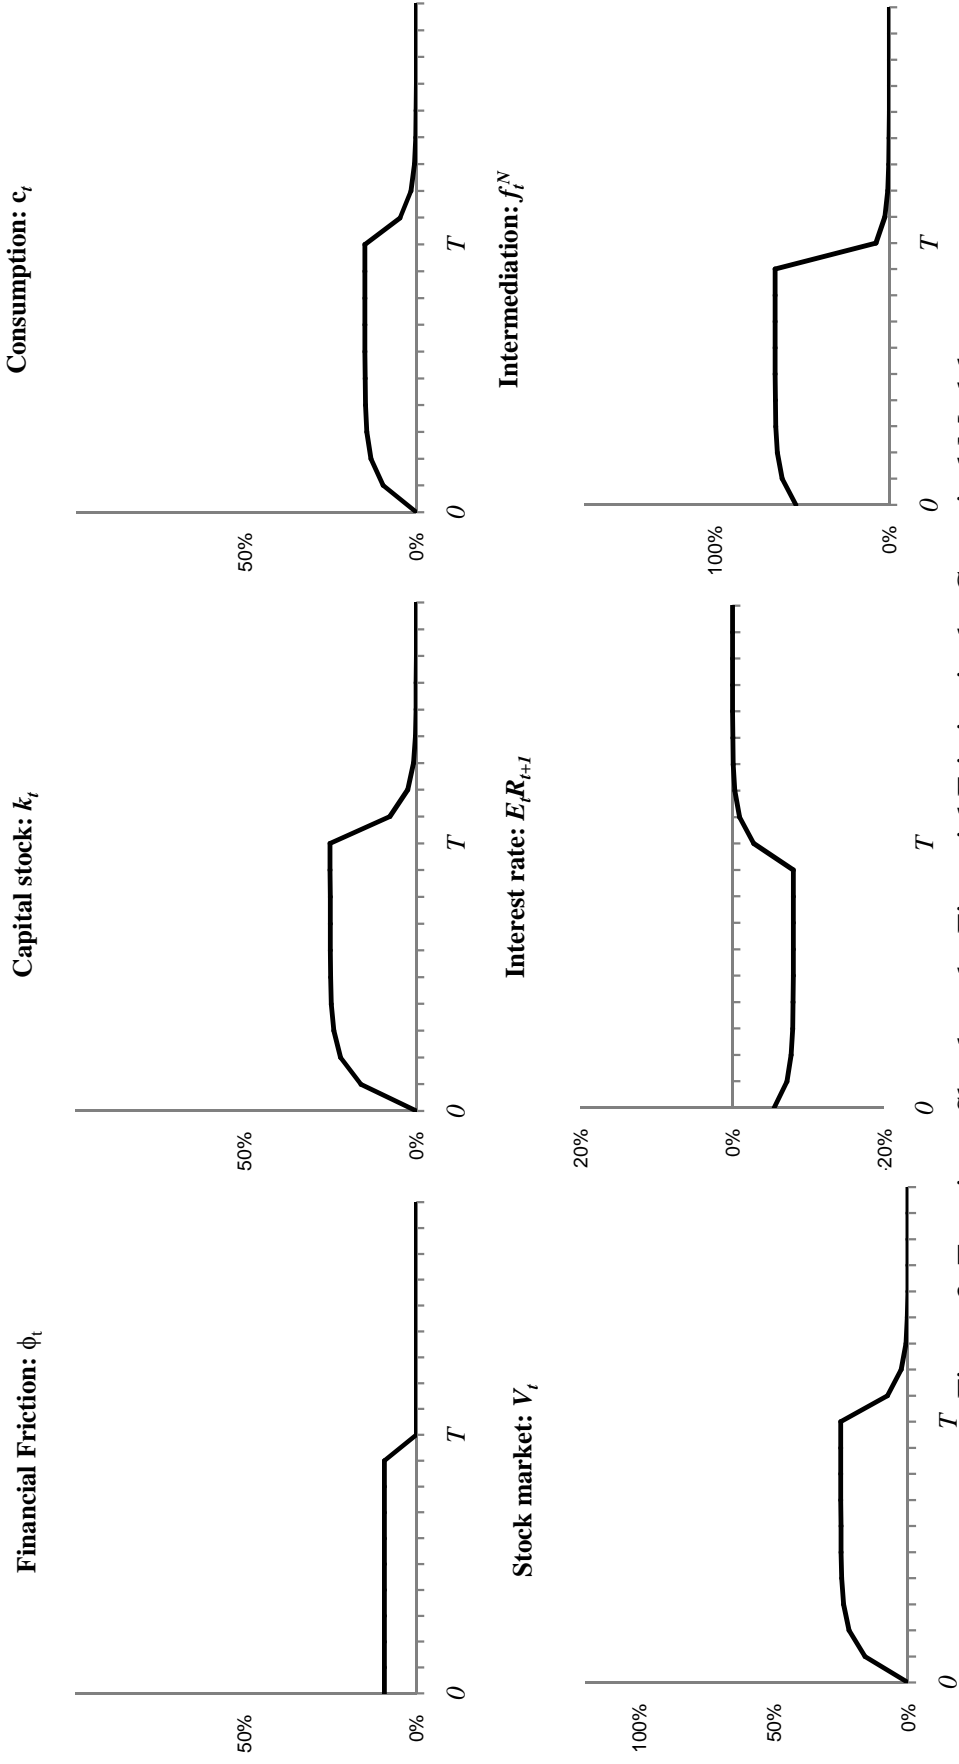 Financial Friction: ϕt
50%
0%
0
T
Capital stock: kt
50%
0%
0
T
Consumption: ct
50%
0%
0
T
Stock market: Vt
100%
50%
0%
0
T
Interest rate: EtRt+1
20%
0%
-20%
0
T
Intermediation: ftN
100%
0%
0
T